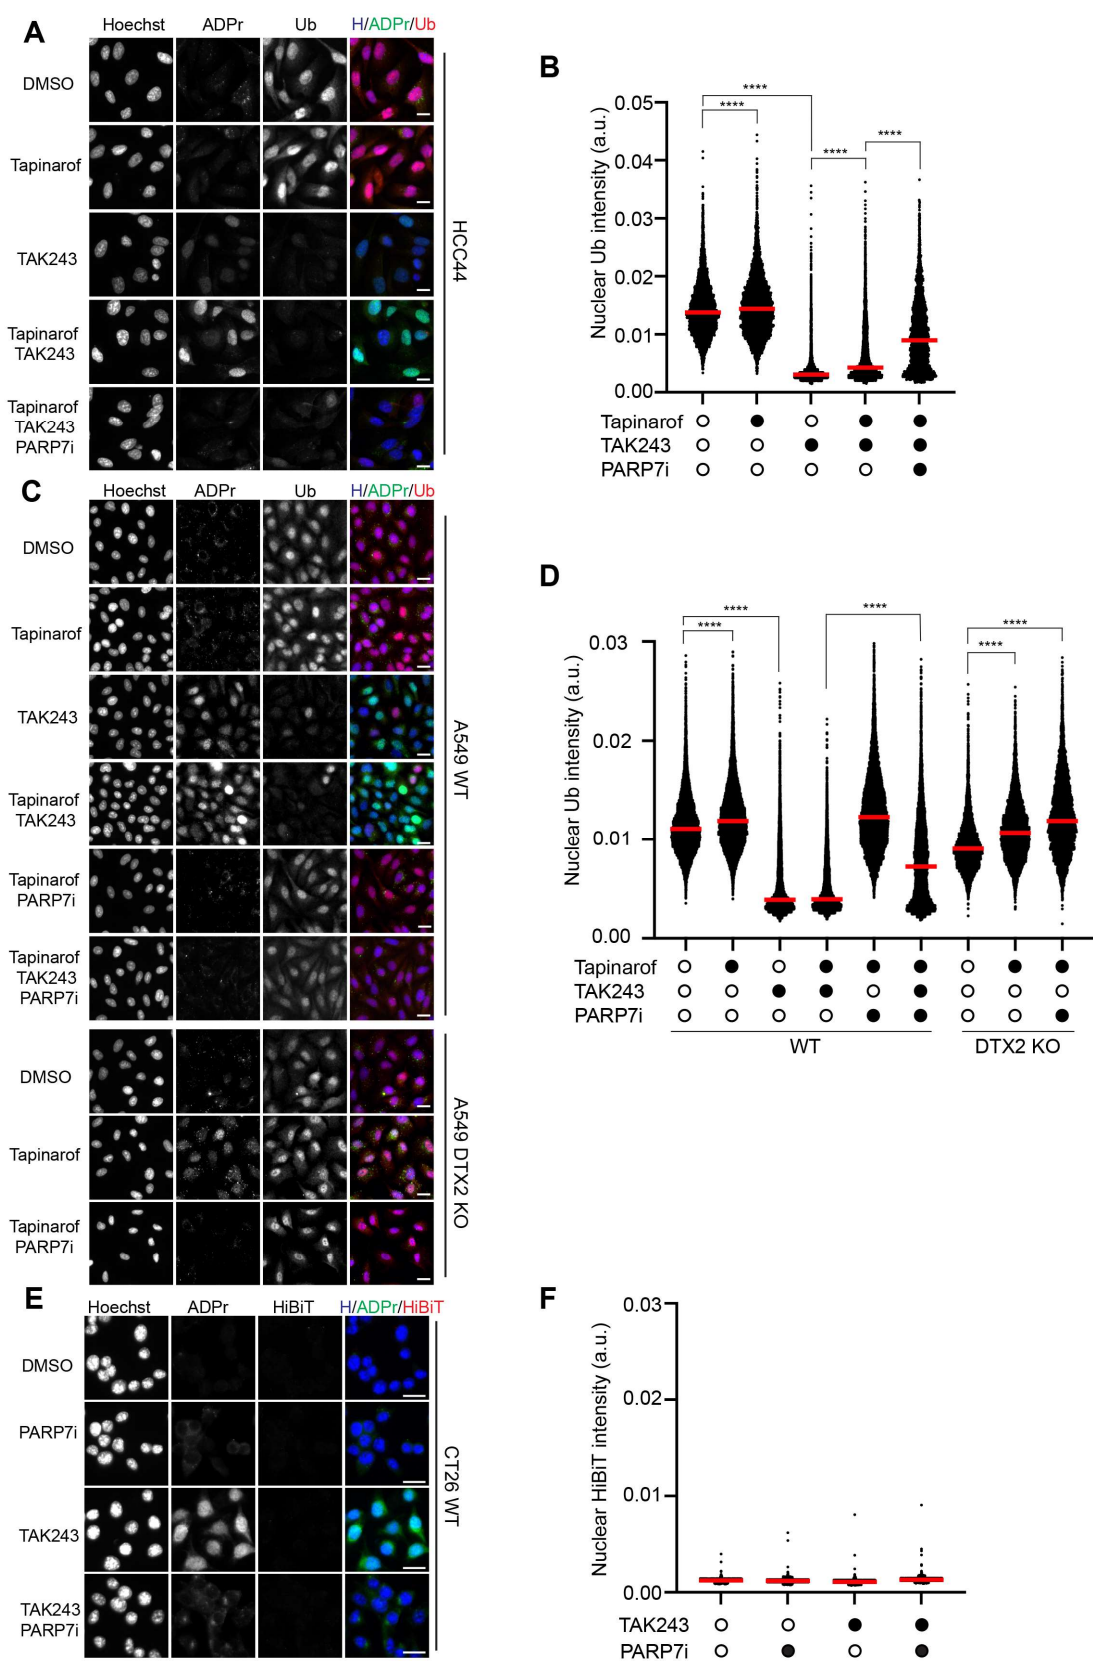 A
Hoechst ADPr Ub H/ADPr/Ub
DMSO
Tapinarof
TAK243
Tapinarof
TAK243
Tapinarof
TAK243
PARP7i
HCC44
B
Nuclear Ub intensity (a.u.)
0.05
0.04
0.03
0.02
0.01
0.00
****
****
****
****
Tapinarof
TAK243
PARP7i
C
Hoechst ADPr Ub H/ADPr/Ub
DMSO
Tapinarof
TAK243
Tapinarof
TAK243
Tapinarof
PARP7i
Tapinarof
TAK243
PARP7i
A549 WT
DMSO
Tapinarof
Tapinarof
PARP7i
A549 DTX2 KO
D
Nuclear Ub intensity (a.u.)
0.03
0.02
0.01
0.00
****
****
****
****
****
Tapinarof
TAK243
PARP7i
WT DTX2 KO
E
Hoechst ADPr HiBiT H/ADPr/HiBiT
DMSO
PARP7i
TAK243
TAK243
PARP7i
CT26 WT
F
Nuclear HiBiT intensity (a.u.)
0.03
0.02
0.01
0.00
TAK243
PARP7i